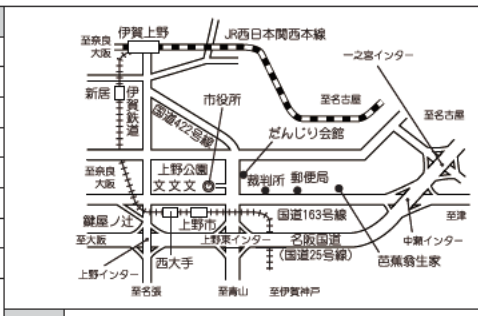 伊賀上野
JR西日本関西本線
至奈良
大阪
一之宮インター
新居
伊賀鉄道
市役所
至名古屋
国道422号線
至名古屋
だんじり会館
至奈良
大阪
上野公園
裁判所
郵便局
文文文
鍵屋ノ辻
上野市
国道163号線
至津
至大阪
上野東インター
名阪国道
(国道25号線)
中瀬インター
上野インター
西大手
芭蕉翁生家
至名張
至青山
至伊賀神戸